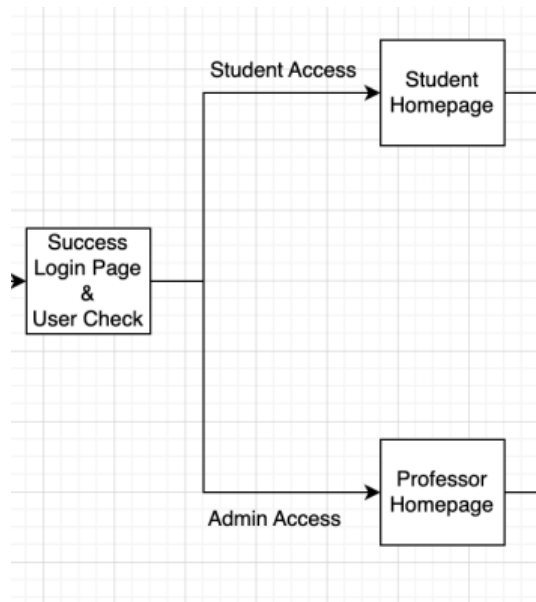 Student Access
Student
Homepage
Success
Login Page
&
User Check
Professor
Homepage
Admin Access